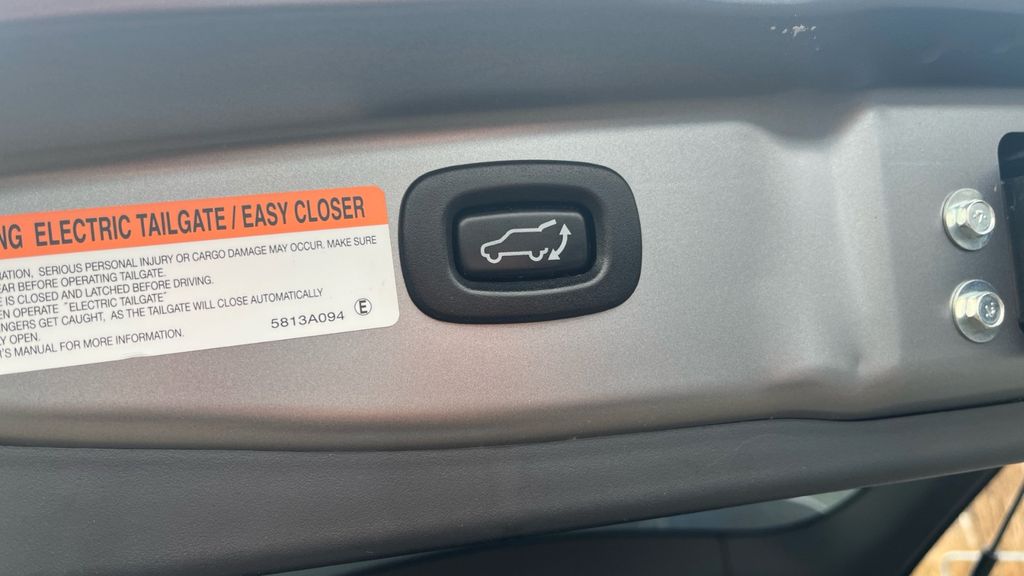 NG ELECTRIC TAILGATE / EASY CLOSER
ATION, SERIOUS PERSONAL INJURY OR CARGO DAMAGE MAY OCCUR. MAKE SURE
EAR BEFORE OPERATING TAILGATE.
E IS CLOSED AND LATCHED BEFORE DRIVING.
EN OPERATE "ELECTRIC TAILGATE"
NGERS GET CAUGHT, AS THE TAILGATE WILL CLOSE AUTOMATICALLY
Y OPEN.
R'S MANUAL FOR MORE INFORMATION.
5813A094 E